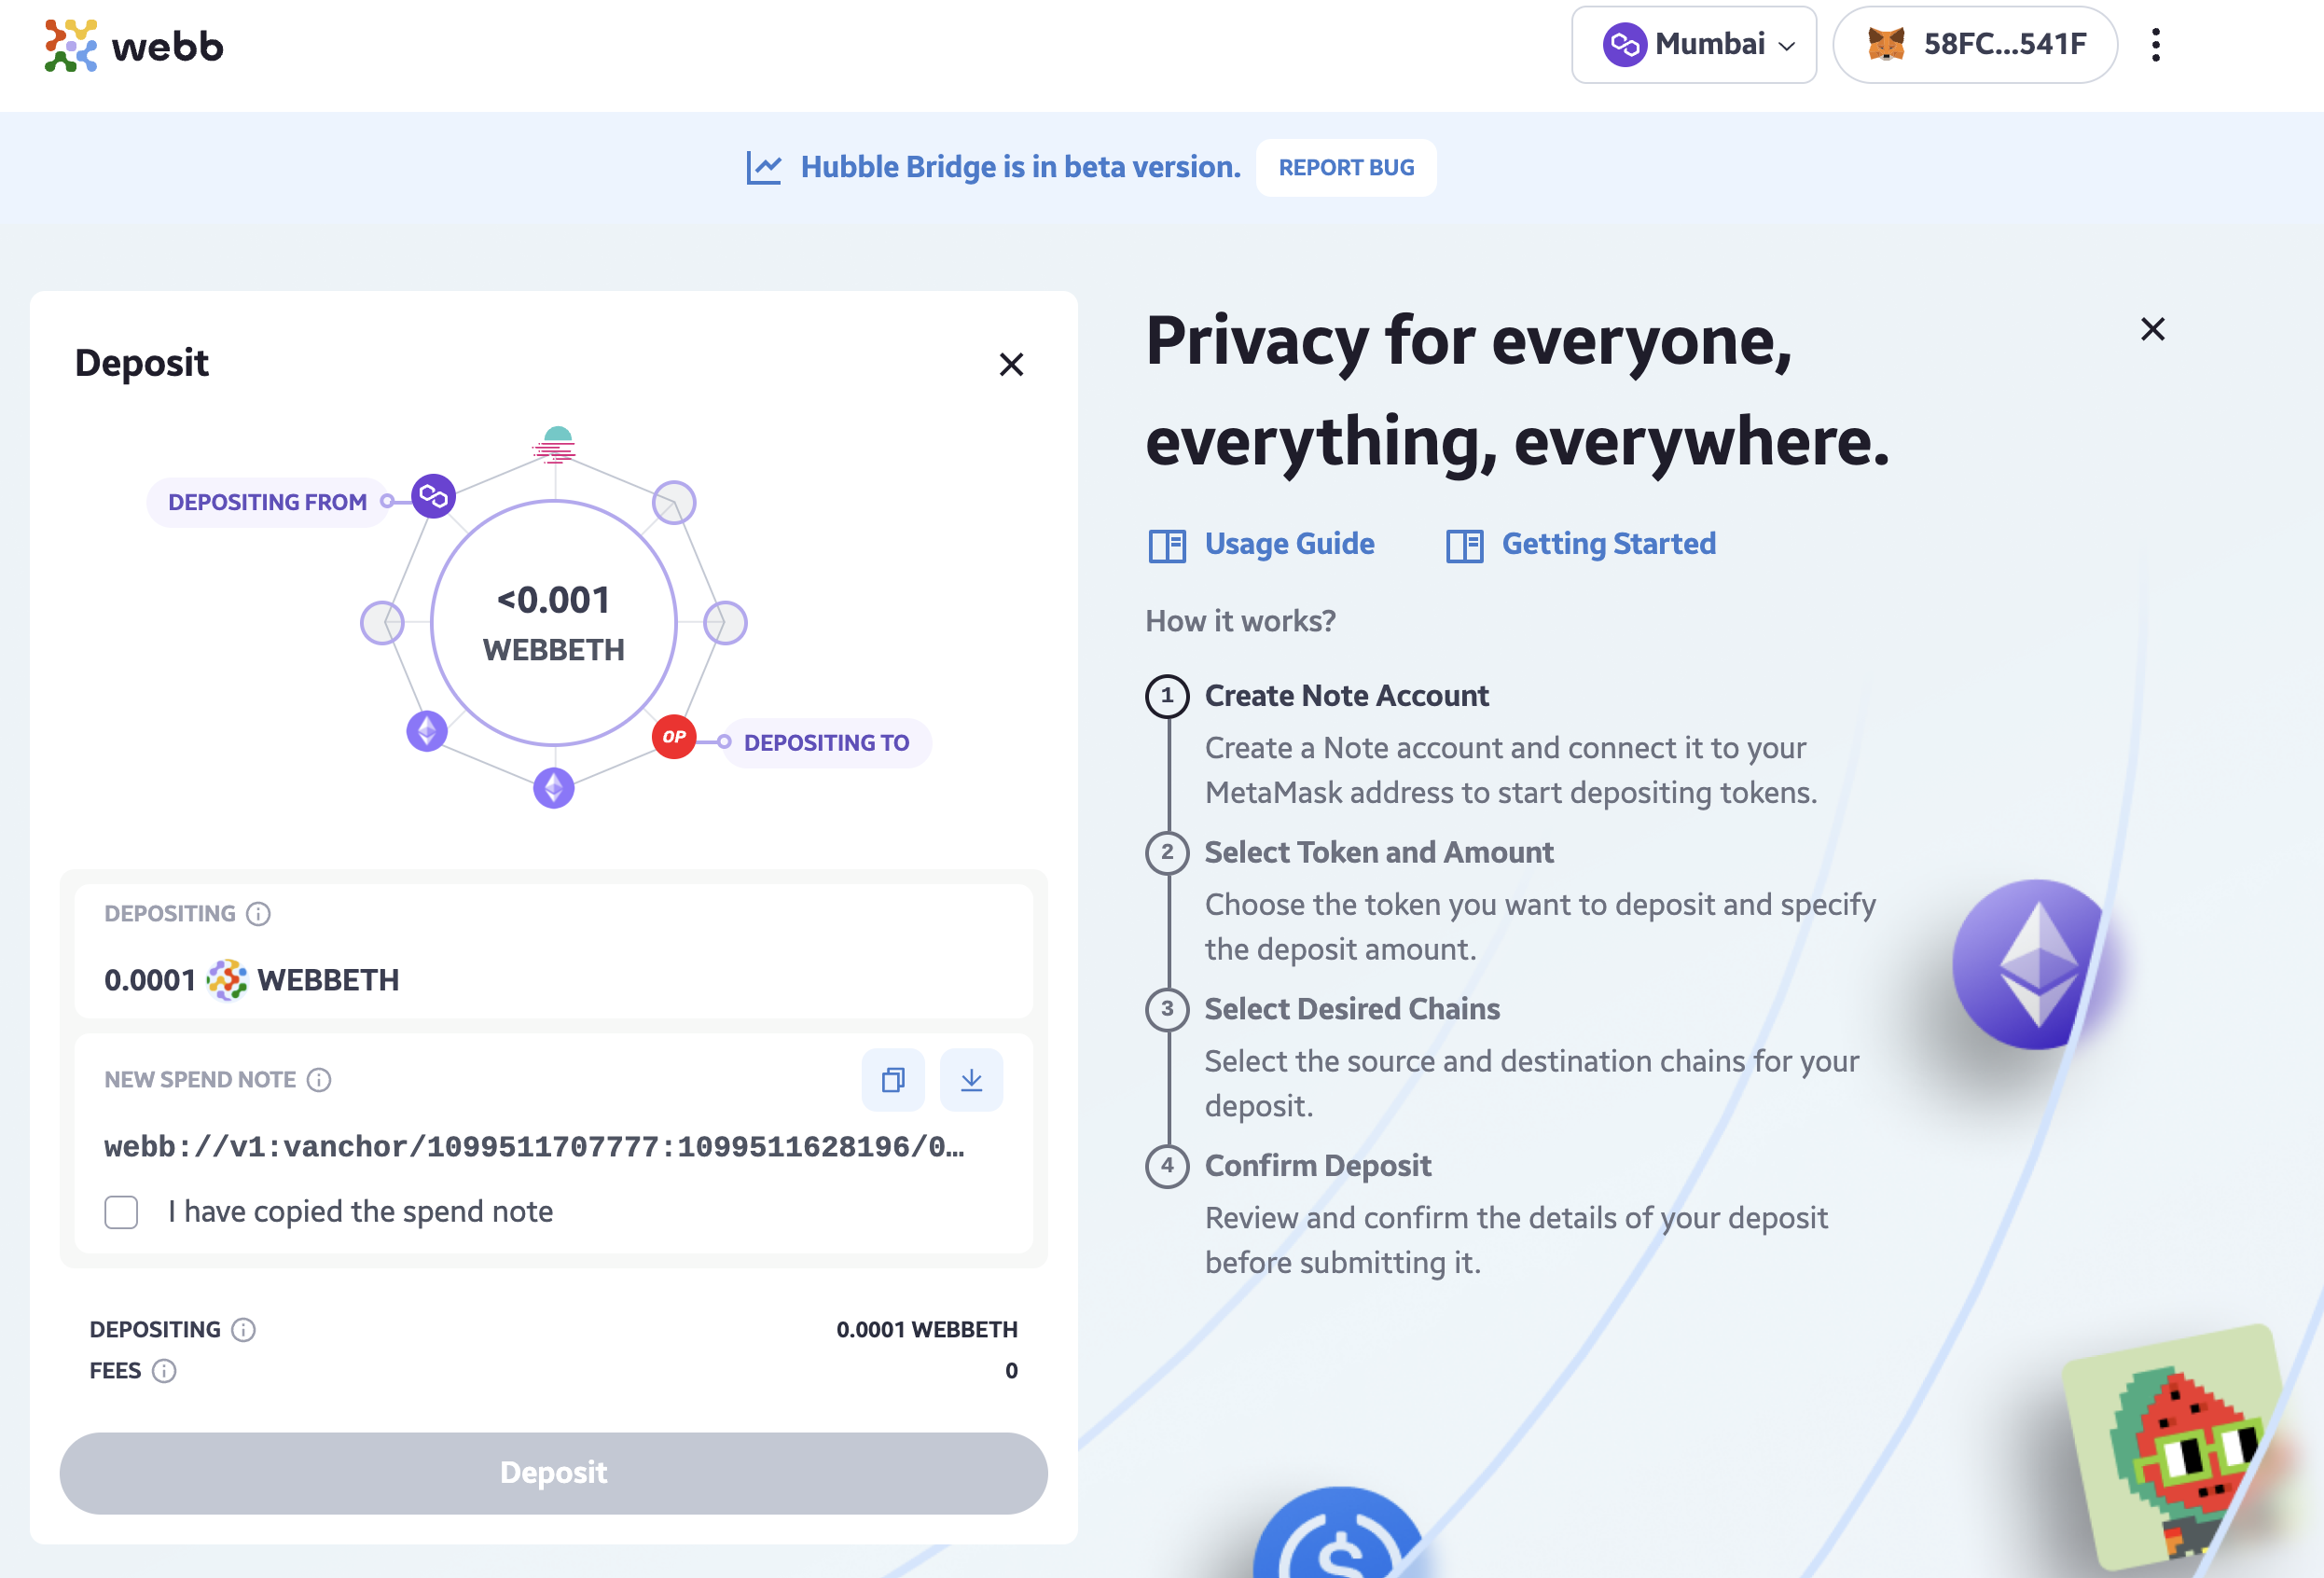 webb
Mumbai
58FC...541F
Hubble Bridge is in beta version.
REPORT BUG
Deposit
DEPOSITING FROM
<0.001
WEBBETH
OP
DEPOSITING TO
DEPOSITING
0.0001 WEBBETH
NEW SPEND NOTE
webb://v1:vanchor/1099511707777:1099511628196/0…
I have copied the spend note
DEPOSITING
0.0001 WEBBETH
FEES
0
Deposit
Privacy for everyone,
everything, everywhere.
Usage Guide
Getting Started
How it works?
1 Create Note Account
Create a Note account and connect it to your
MetaMask address to start depositing tokens.
2 Select Token and Amount
Choose the token you want to deposit and specify
the deposit amount.
3 Select Desired Chains
Select the source and destination chains for your
deposit.
4 Confirm Deposit
Review and confirm the details of your deposit
before submitting it.